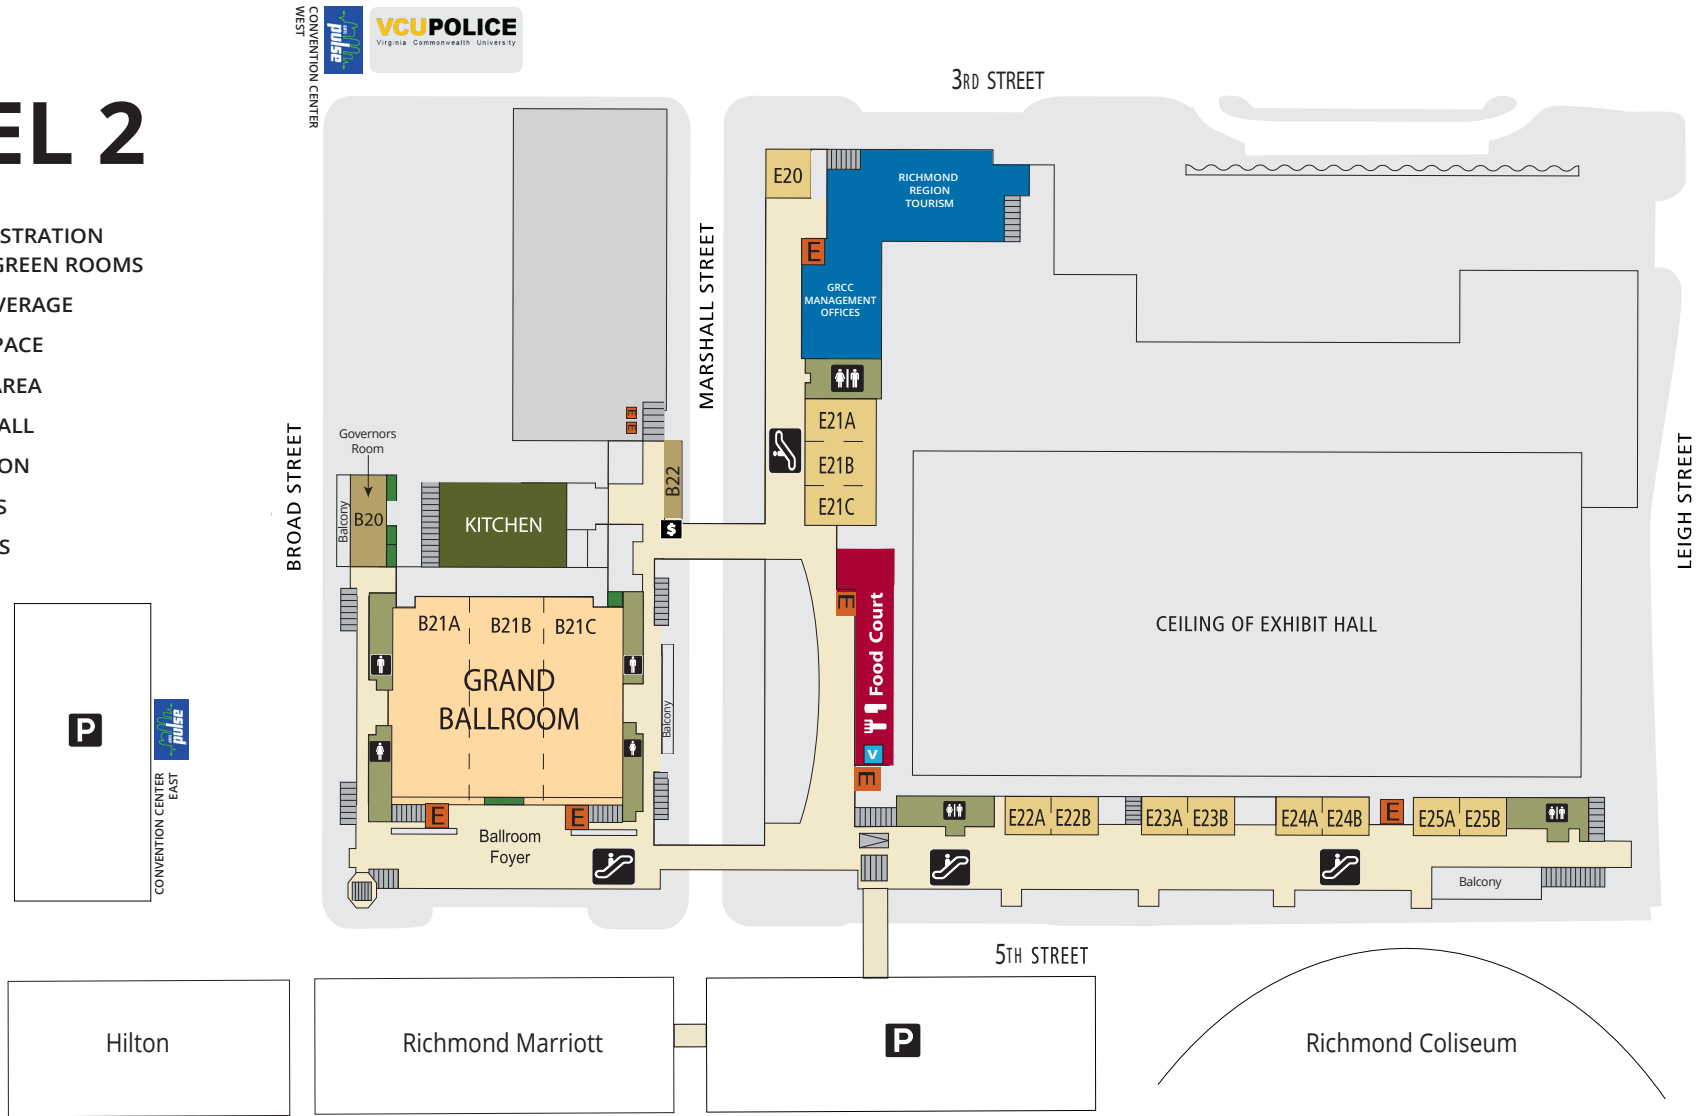 CONVENTION CENTER
WEST
pulse
VCUPOLICE
Virginia Commonwealth University
3RD STREET
EL 2
STRATION
GREEN ROOMS
VERAGE
PACE
AREA
ALL
ON
S
S
E20
RICHMOND
REGION
TOURISM
E
GRCC
MANAGEMENT
OFFICES
MARSHALL STREET
BROAD STREET
LEIGH STREET
E
E
Governors
Room
Balcony
B20
KITCHEN
B22
$
E21A
E21B
E21C
E
Food Court
V
E
CEILING OF EXHIBIT HALL
B21A
B21B
B21C
GRAND
BALLROOM
Balcony
E
E
Ballroom
Foyer
E22A
E22B
E23A
E23B
E24A
E24B
E
E25A
E25B
Balcony
P
pulse
CONVENTION CENTER
EAST
5TH STREET
Hilton
Richmond Marriott
P
Richmond Coliseum